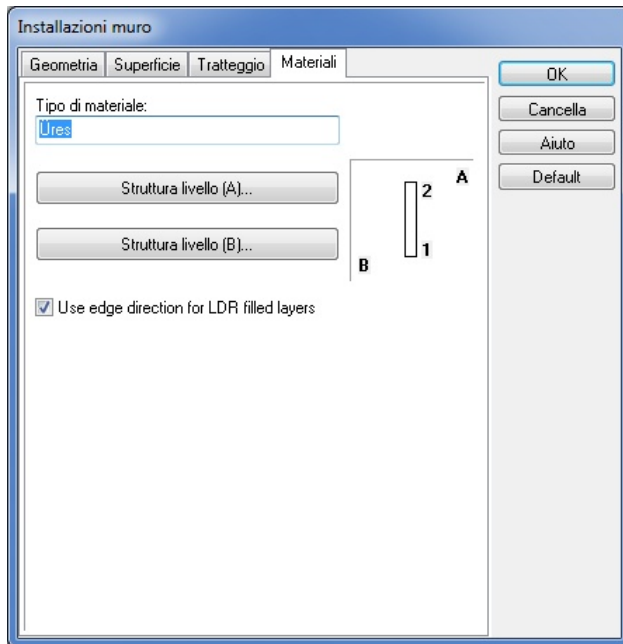 Installazioni muro
Geometria Superficie Tratteggio Materiali
OK
Cancella
Aiuto
Default
Tipo di materiale:
Üres
Struttura livello (A)...
Struttura livello (B)...
A
2
1
B
Use edge direction for LDR filled layers